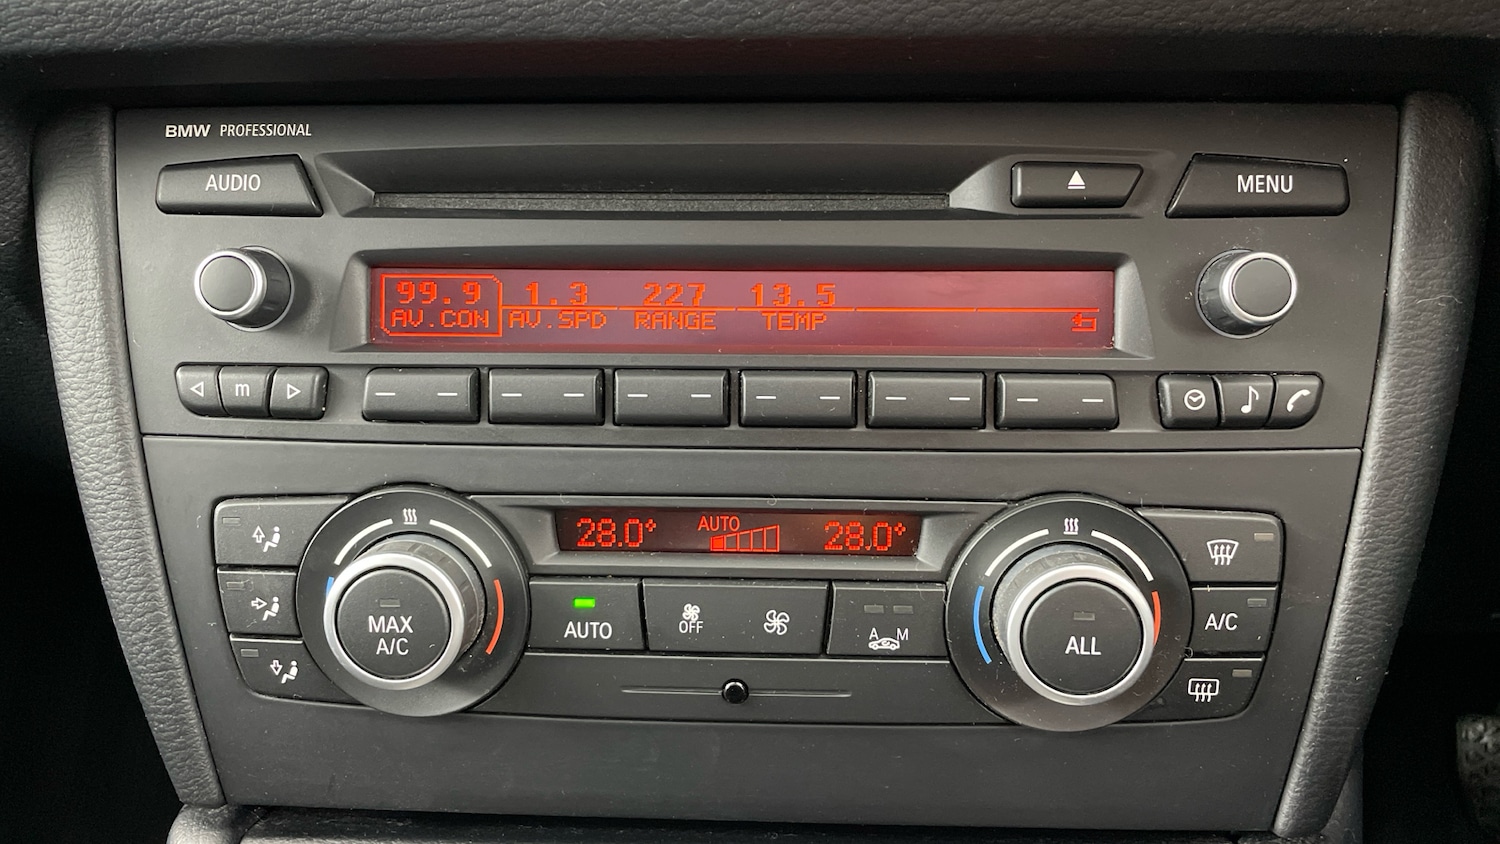 BMW PROFESSIONAL
AUDIO
MENU
99.9 1.3 227 13.5
AV.CON AV.SPD RANGE TEMP
m
28.0° AUTO 28.0°
MAX
A/C
AUTO
OFF
A M
ALL
A/C